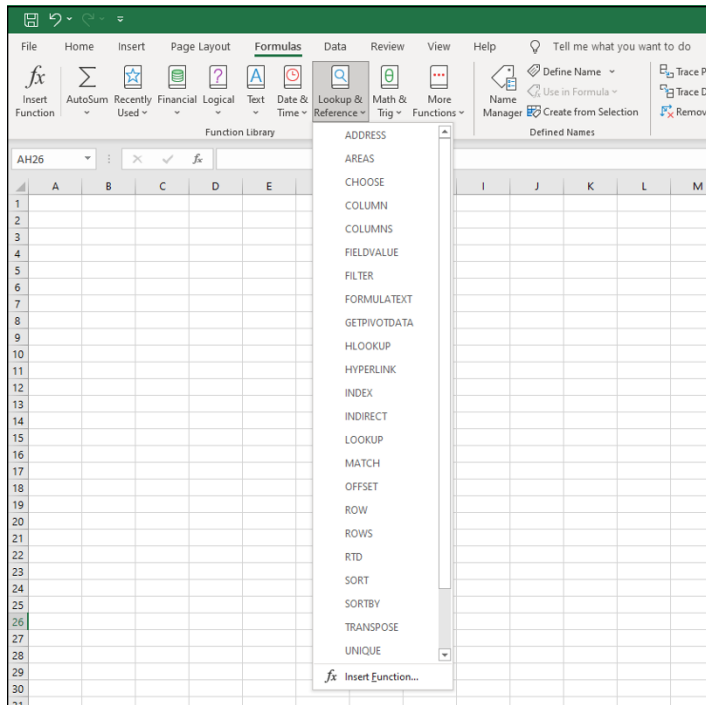 File Home Insert Page Layout Formulas Data Review View Help Tell me what you want to do
fx Insert Function
AutoSum
Recently Used
Financial
Logical
Text
Date & Time
Lookup & Reference
Math & Trig
More Functions
Function Library
Name Manager
Define Name
Use in Formula
Create from Selection
Defined Names
Trace P
Trace D
Remov
AH26
fx
A B C D E I J K L M
1
2
3
4
5
6
7
8
9
10
11
12
13
14
15
16
17
18
19
20
21
22
23
24
25
26
27
28
29
30
31
ADDRESS
AREAS
CHOOSE
COLUMN
COLUMNS
FIELDVALUE
FILTER
FORMULATEXT
GETPIVOTDATA
HLOOKUP
HYPERLINK
INDEX
INDIRECT
LOOKUP
MATCH
OFFSET
ROW
ROWS
RTD
SORT
SORTBY
TRANSPOSE
UNIQUE
fx Insert Function...